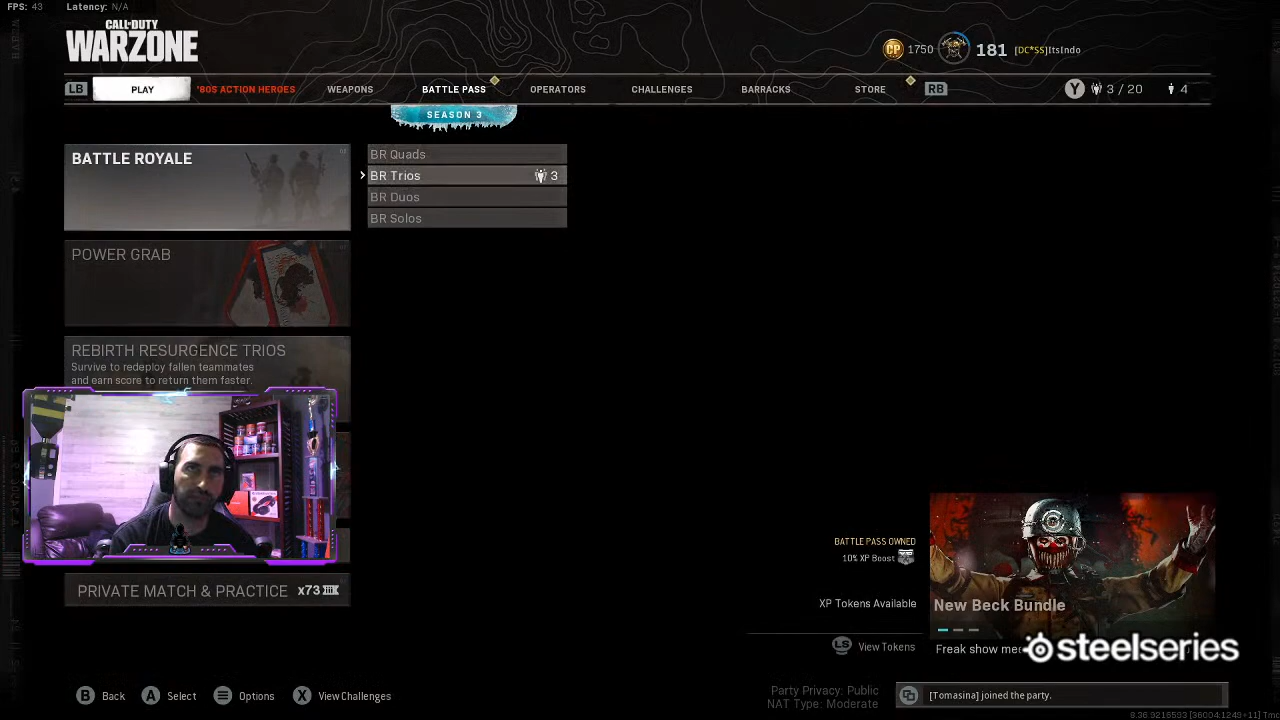 FPS: 43 Latency: N/A
CALL OF DUTY
WARZONE
CP 1750 181 [DC*SS]ItsIndo
LB PLAY '80S ACTION HEROES WEAPONS BATTLE PASS OPERATORS CHALLENGES BARRACKS STORE RB Y 3 / 20 4
SEASON 3
BATTLE ROYALE
BR Quads
BR Trios 3
BR Duos
BR Solos
POWER GRAB
REBIRTH RESURGENCE TRIOS
Survive to redeploy fallen teammates
and earn score to return them faster.
PRIVATE MATCH & PRACTICE x73
BATTLE PASS OWNED
10% XP Boost
XP Tokens Available
LS View Tokens
New Beck Bundle
Freak show
steelseries
B Back A Select Options X View Challenges
Party Privacy: Public
NAT Type: Moderate
[Tomasina] joined the party.